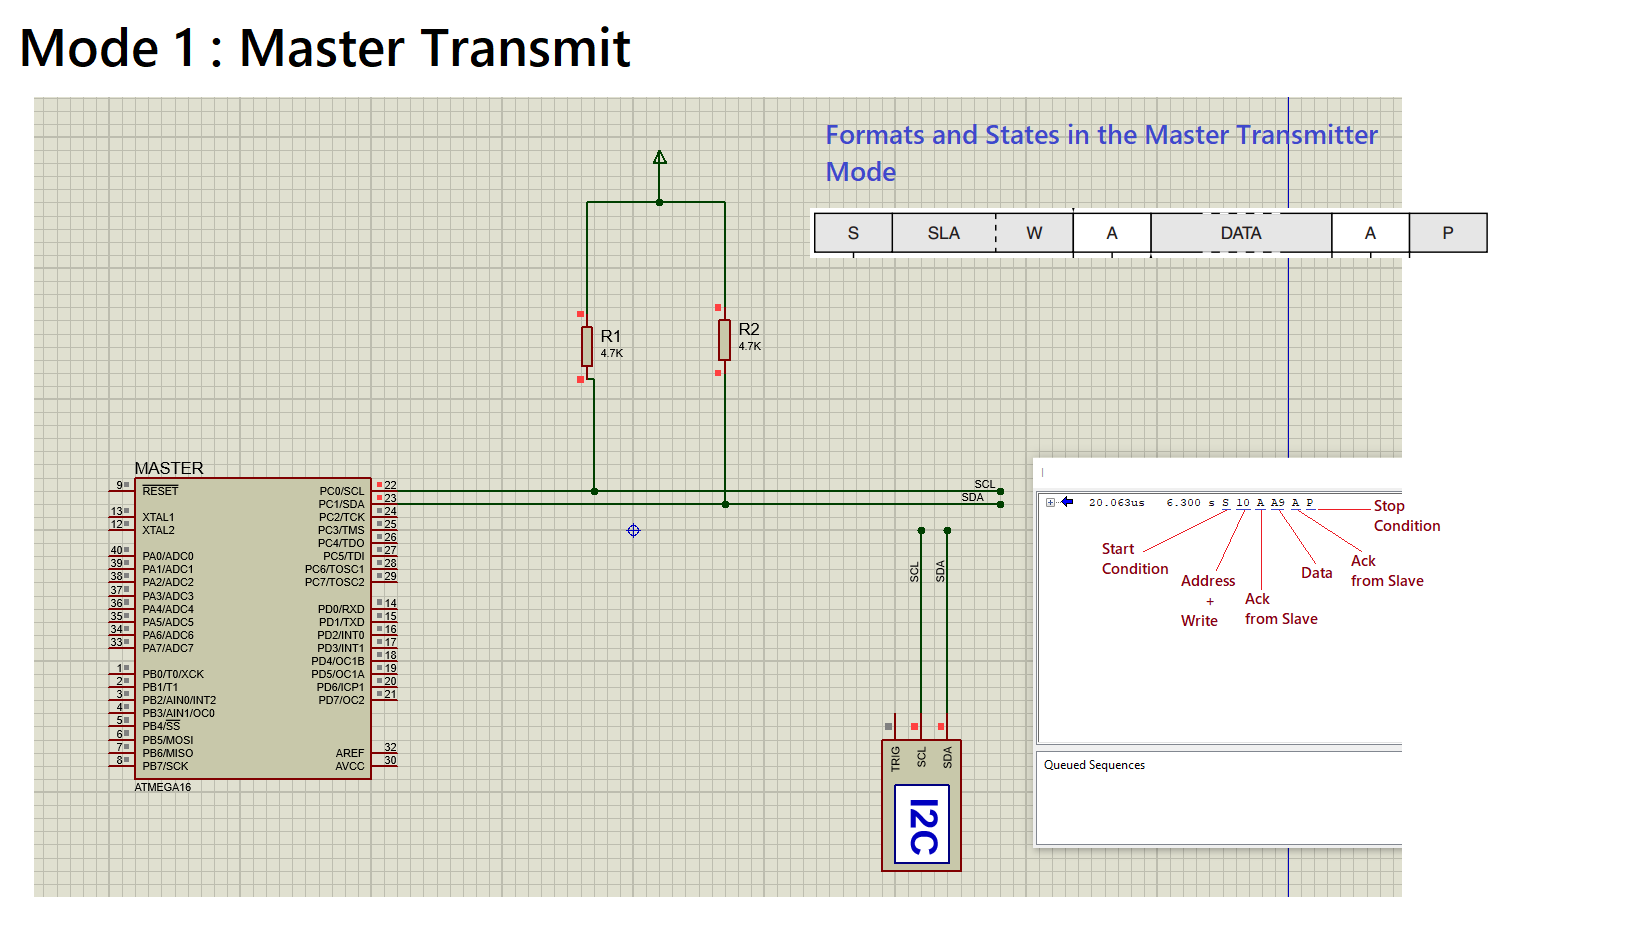 Mode 1 : Master Transmit
Formats and States in the Master Transmitter
Mode
S SLA W A DATA A P
R1
4.7K
R2
4.7K
MASTER
9 RESET PC0/SCL 22
PC1/SDA 23
13 XTAL1 PC2/TCK 24
12 XTAL2 PC3/TMS 25
PC4/TDO 26
40 PA0/ADC0 PC5/TDI 27
39 PA1/ADC1 PC6/TOSC1 28
38 PA2/ADC2 PC7/TOSC2 29
37 PA3/ADC3
36 PA4/ADC4 PD0/RXD 14
35 PA5/ADC5 PD1/TXD 15
34 PA6/ADC6 PD2/INT0 16
33 PA7/ADC7 PD3/INT1 17
PD4/OC1B 18
1 PB0/T0/XCK PD5/OC1A 19
2 PB1/T1 PD6/ICP1 20
3 PB2/AIN0/INT2 PD7/OC2 21
4 PB3/AIN1/OC0
5 PB4/SS
6 PB5/MOSI
7 PB6/MISO AREF 32
8 PB7/SCK AVCC 30
ATMEGA16
SCL
SDA
SCL
SDA
TRIG
SCL
SDA
I2C
20.063us 6.300 s S 10 A A9 A P
Stop
Condition
Start
Condition
Address
+
Write
Ack
from Slave
Data
Ack
from Slave
Queued Sequences